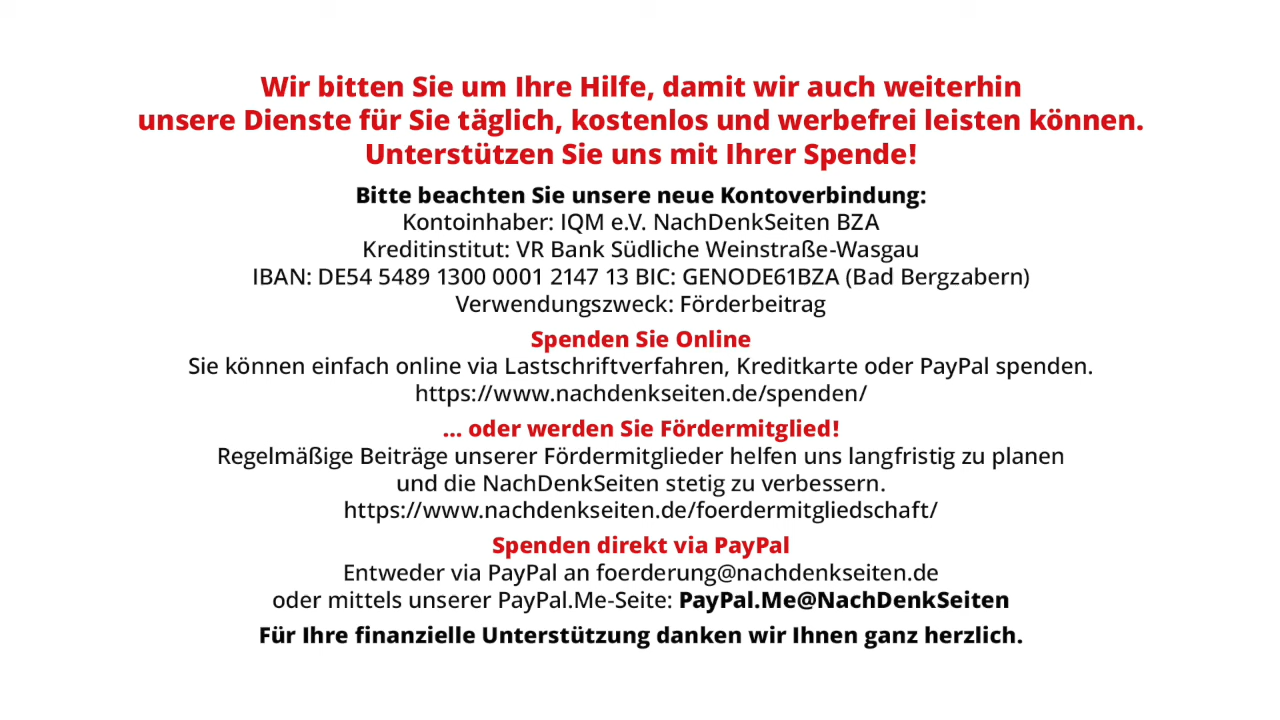 Wir bitten Sie um Ihre Hilfe, damit wir auch weiterhin
unsere Dienste für Sie täglich, kostenlos und werbefrei leisten können.
Unterstützen Sie uns mit Ihrer Spende!
Bitte beachten Sie unsere neue Kontoverbindung:
Kontoinhaber: IQM e.V. NachDenkSeiten BZA
Kreditinstitut: VR Bank Südliche Weinstraße-Wasgau
IBAN: DE54 5489 1300 0001 2147 13 BIC: GENODE61BZA (Bad Bergzabern)
Verwendungszweck: Förderbeitrag
Spenden Sie Online
Sie können einfach online via Lastschriftverfahren, Kreditkarte oder PayPal spenden.
https://www.nachdenkseiten.de/spenden/
... oder werden Sie Fördermitglied!
Regelmäßige Beiträge unserer Fördermitglieder helfen uns langfristig zu planen
und die NachDenkSeiten stetig zu verbessern.
https://www.nachdenkseiten.de/foerdermitgliedschaft/
Spenden direkt via PayPal
Entweder via PayPal an foerderung@nachdenkseiten.de
oder mittels unserer PayPal.Me-Seite: PayPal.Me@NachDenkSeiten
Für Ihre finanzielle Unterstützung danken wir Ihnen ganz herzlich.